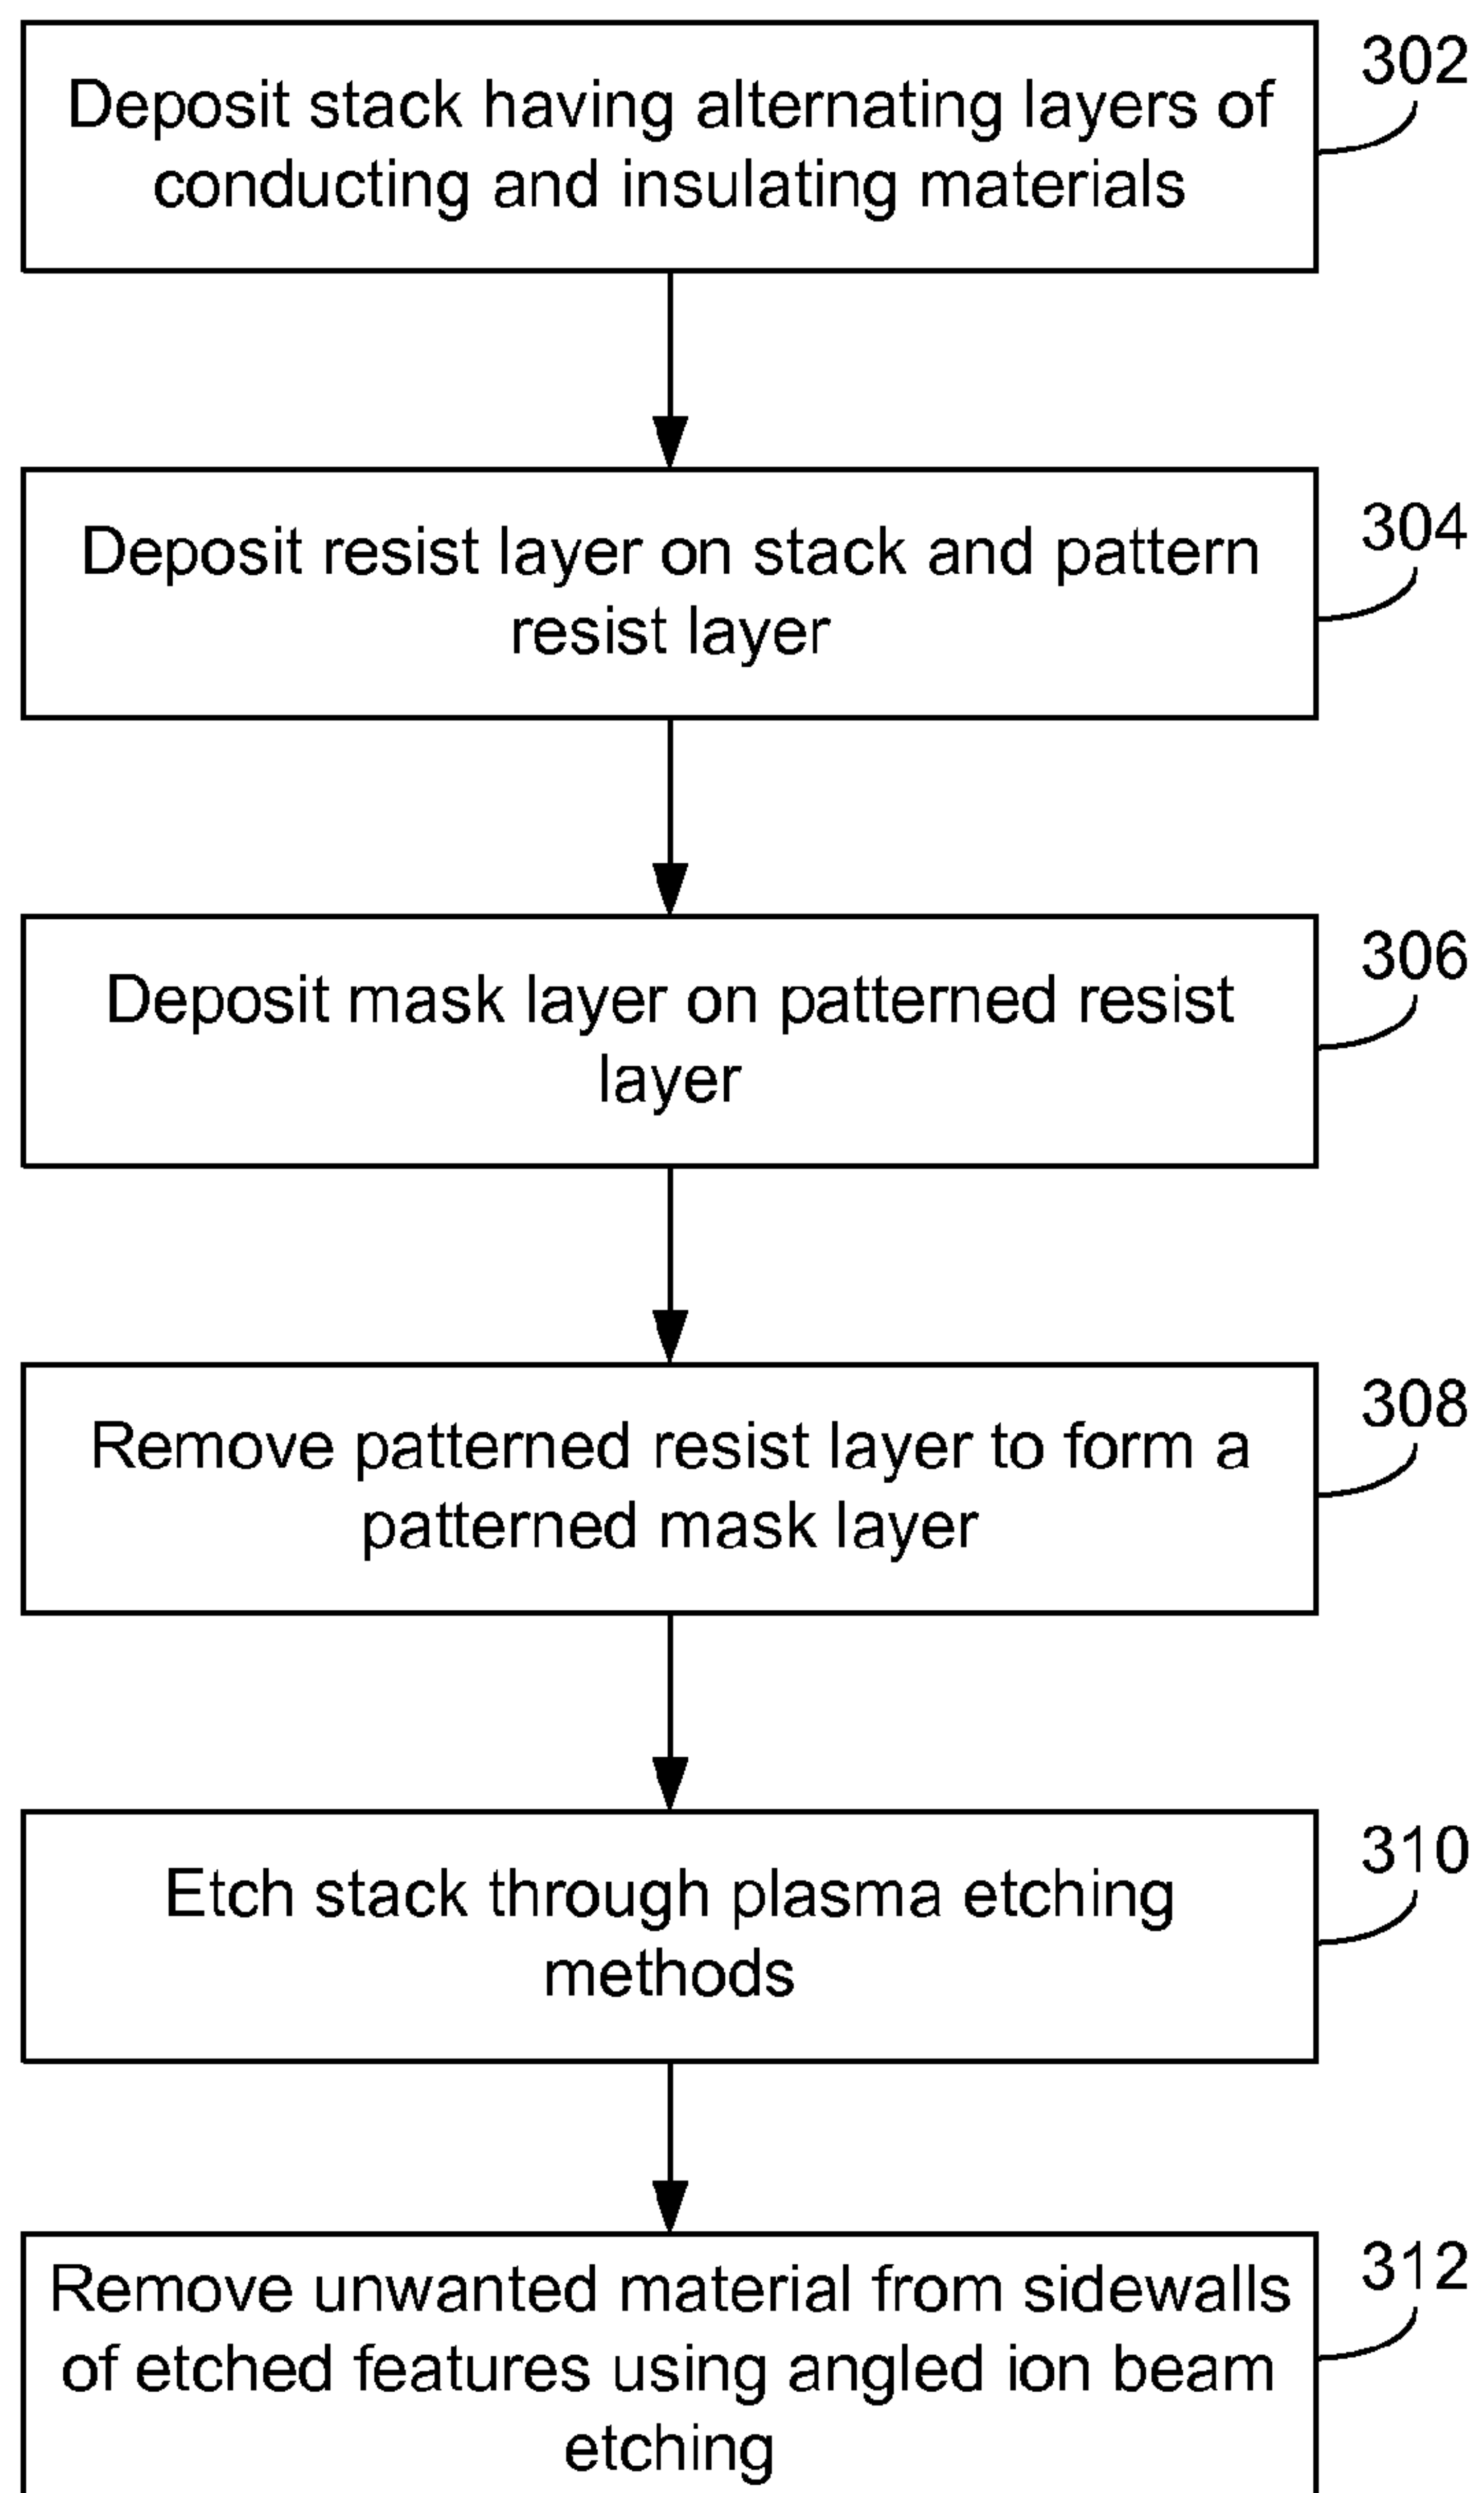 302
Deposit stack having alternating layers of
conducting and insulating materials
304
Deposit resist layer on stack and pattern
resist layer
306
Deposit mask layer on patterned resist
layer
308
Remove patterned resist layer to form a
patterned mask layer
310
Etch stack through plasma etching
methods
312
Remove unwanted material from sidewalls
of etched features using angled ion beam
etching